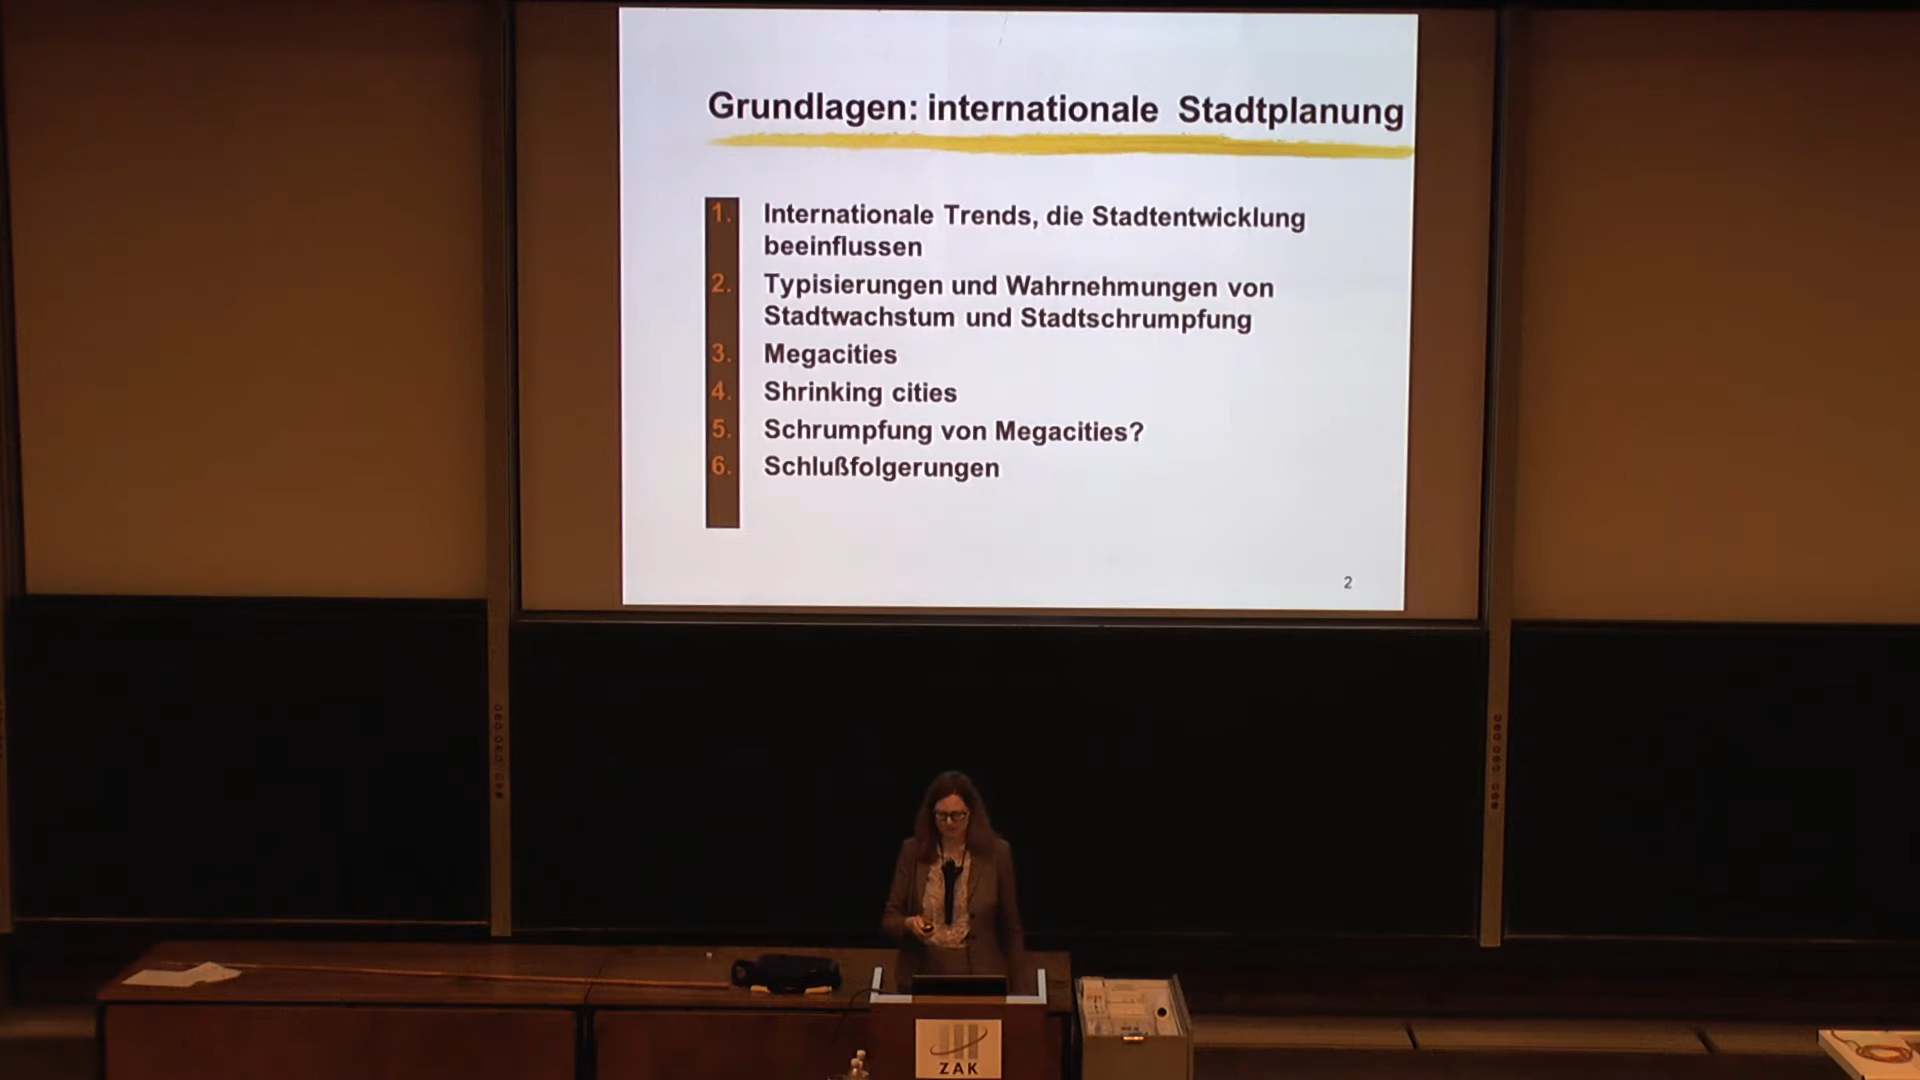 Grundlagen: internationale Stadtplanung
1. Internationale Trends, die Stadtentwicklung
beeinflussen
2. Typisierungen und Wahrnehmungen von
Stadtwachstum und Stadtschrumpfung
3. Megacities
4. Shrinking cities
5. Schrumpfung von Megacities?
6. Schlußfolgerungen
2
ZAK